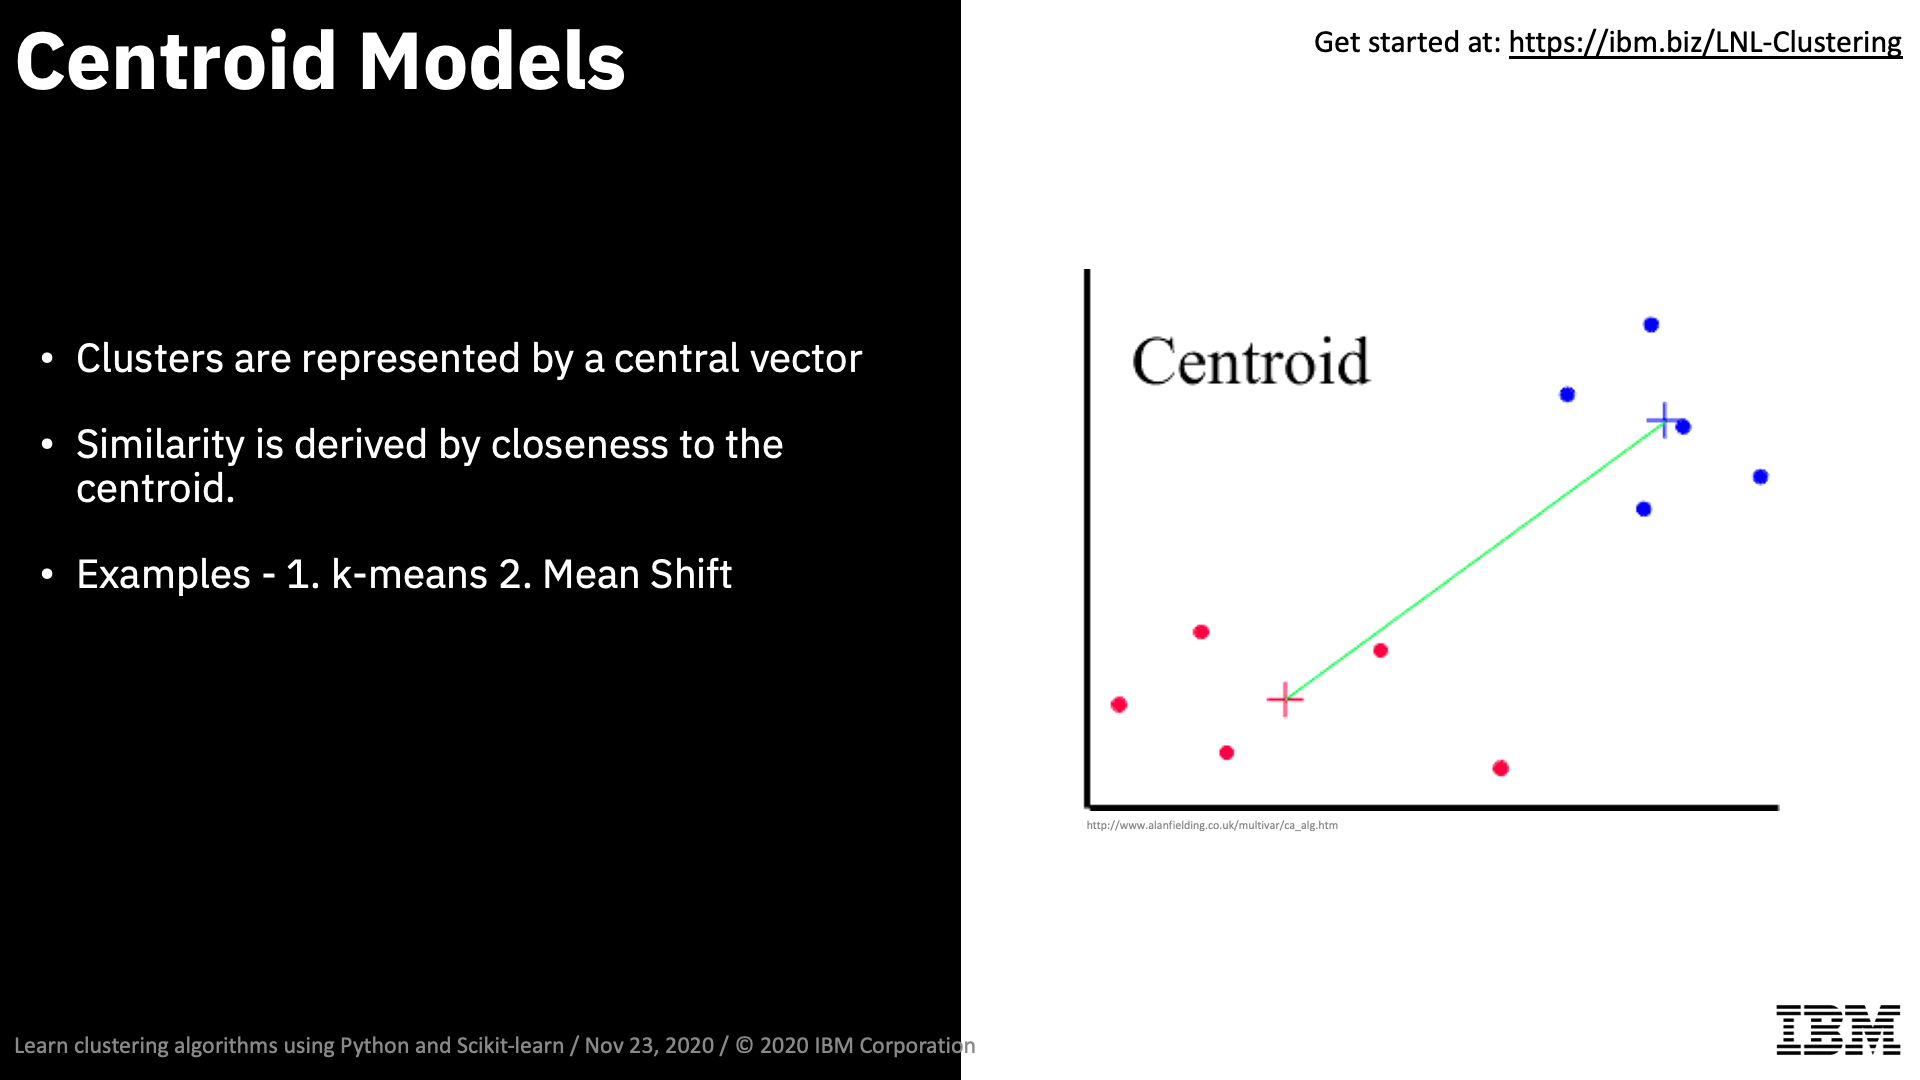 Centroid Models
Get started at: https://ibm.biz/LNL-Clustering
• Clusters are represented by a central vector
• Similarity is derived by closeness to the
centroid.
• Examples - 1. k-means 2. Mean Shift
Centroid
http://www.alanfielding.co.uk/multivar/ca_alg.htm
Learn clustering algorithms using Python and Scikit-learn / Nov 23, 2020 / © 2020 IBM Corporation
IBM